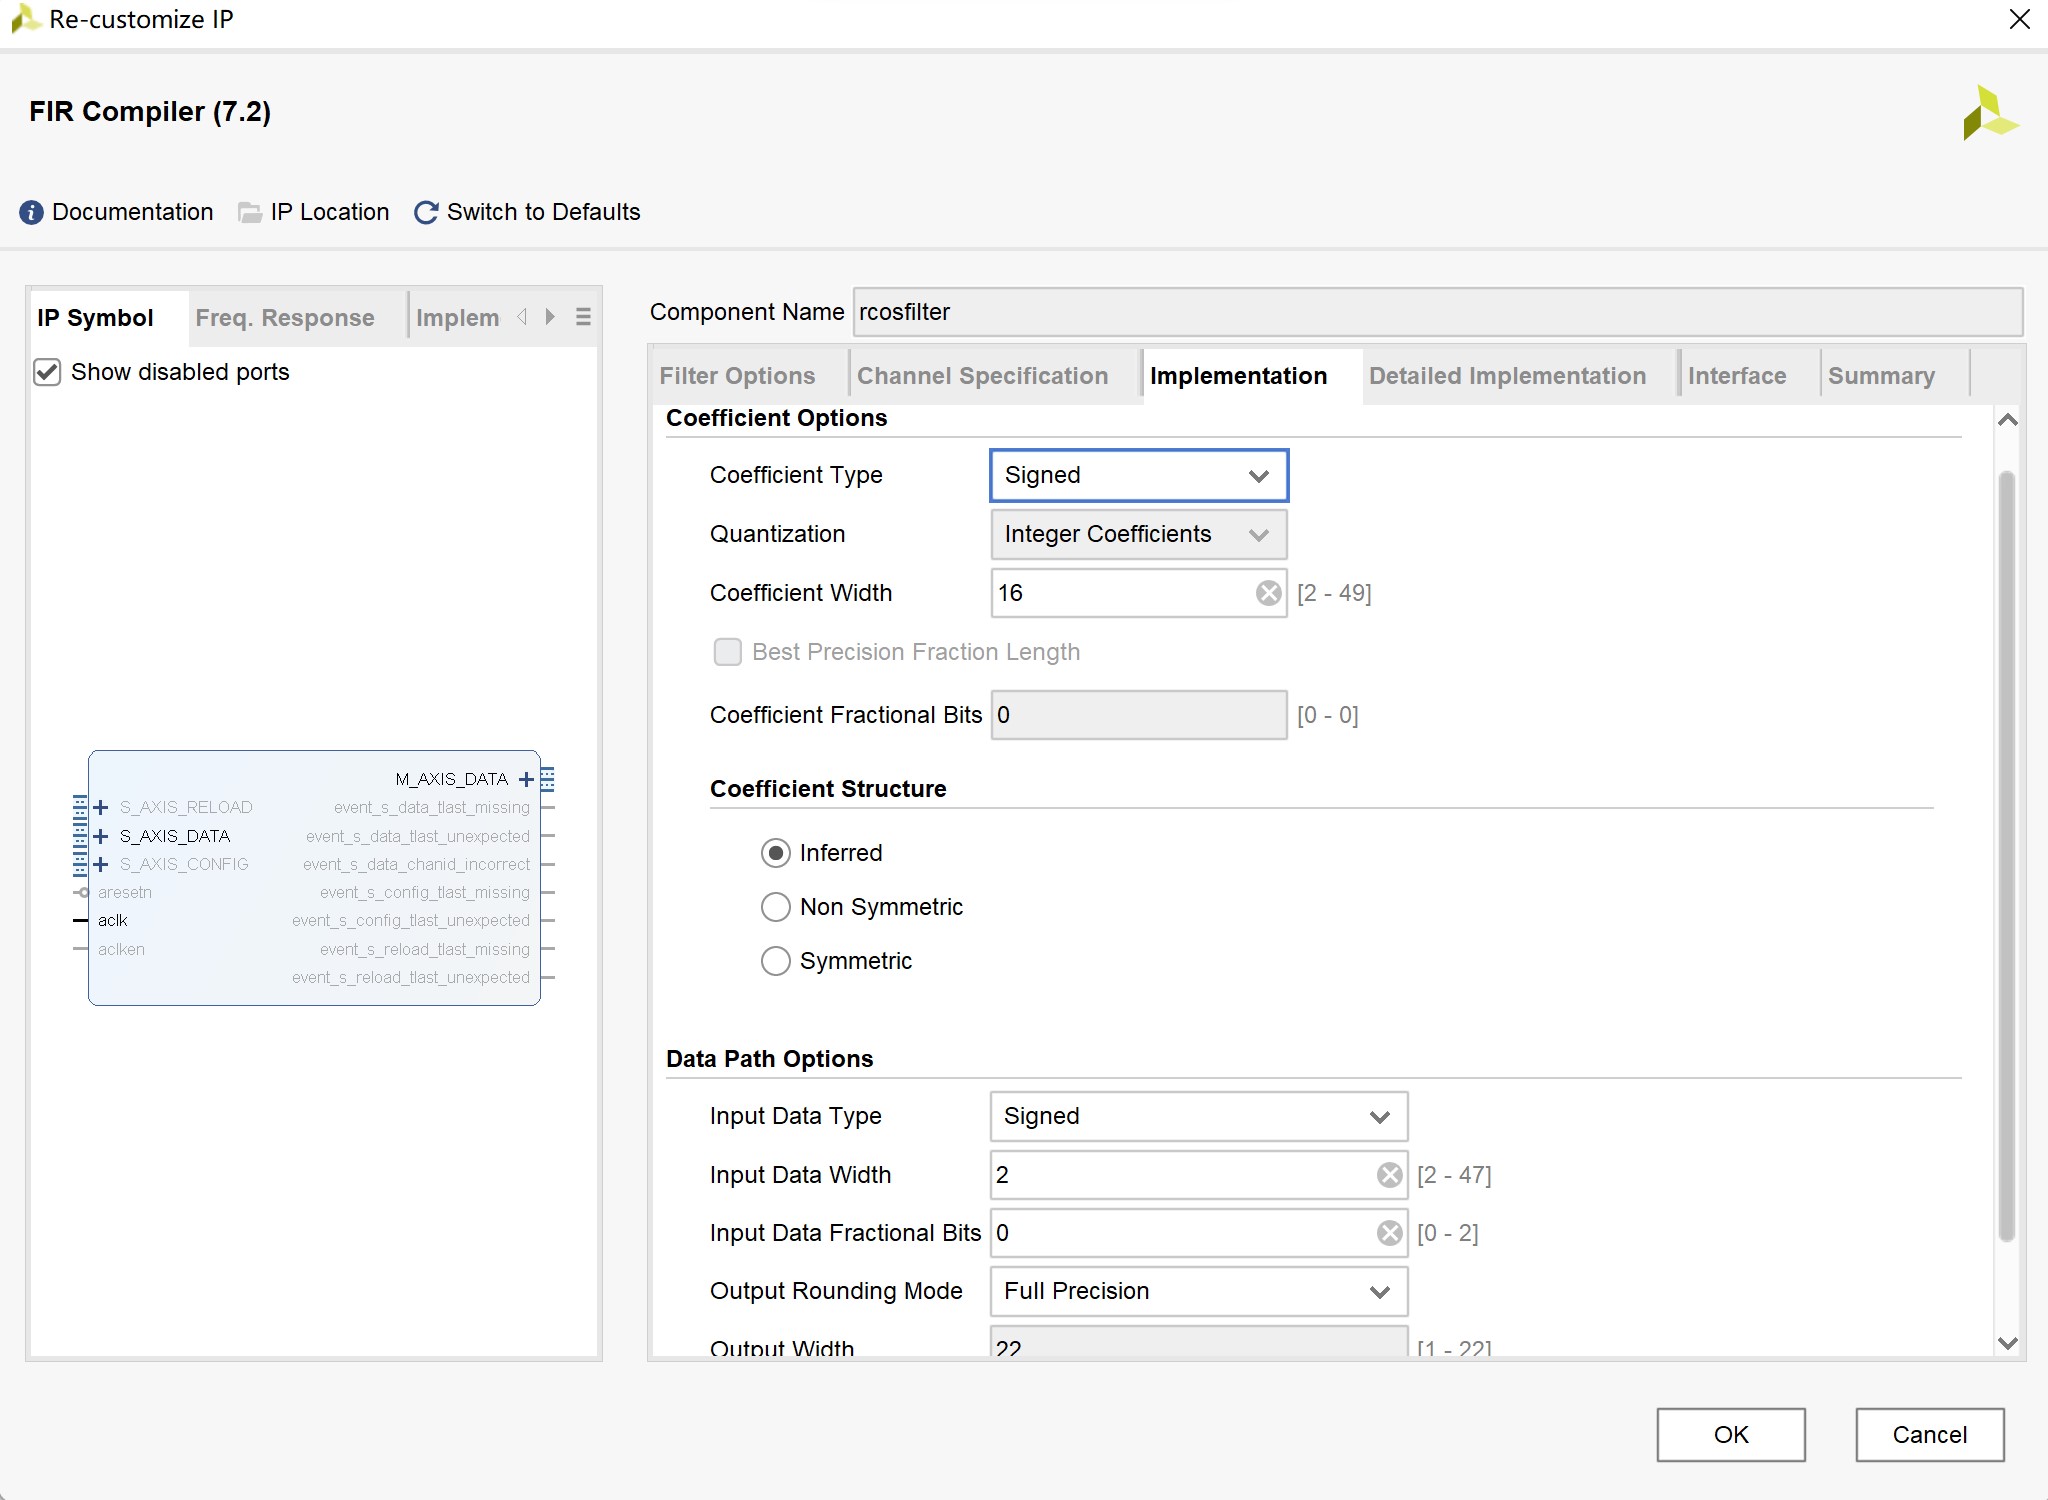 Re-customize IP
FIR Compiler (7.2)
Documentation IP Location Switch to Defaults
IP Symbol Freq. Response Implem
Show disabled ports
M_AXIS_DATA
S_AXIS_RELOAD event_s_data_tlast_missing
S_AXIS_DATA event_s_data_tlast_unexpected
S_AXIS_CONFIG event_s_data_chanid_incorrect
aresetn event_s_config_tlast_missing
aclk event_s_config_tlast_unexpected
aclken event_s_reload_tlast_missing
event_s_reload_tlast_unexpected
Component Name rcosfilter
Filter Options Channel Specification Implementation Detailed Implementation Interface Summary
Coefficient Options
Coefficient Type Signed
Quantization Integer Coefficients
Coefficient Width 16 [2 - 49]
Best Precision Fraction Length
Coefficient Fractional Bits 0 [0 - 0]
Coefficient Structure
Inferred
Non Symmetric
Symmetric
Data Path Options
Input Data Type Signed
Input Data Width 2 [2 - 47]
Input Data Fractional Bits 0 [0 - 2]
Output Rounding Mode Full Precision
Output Width 22 [1 - 22]
OK Cancel